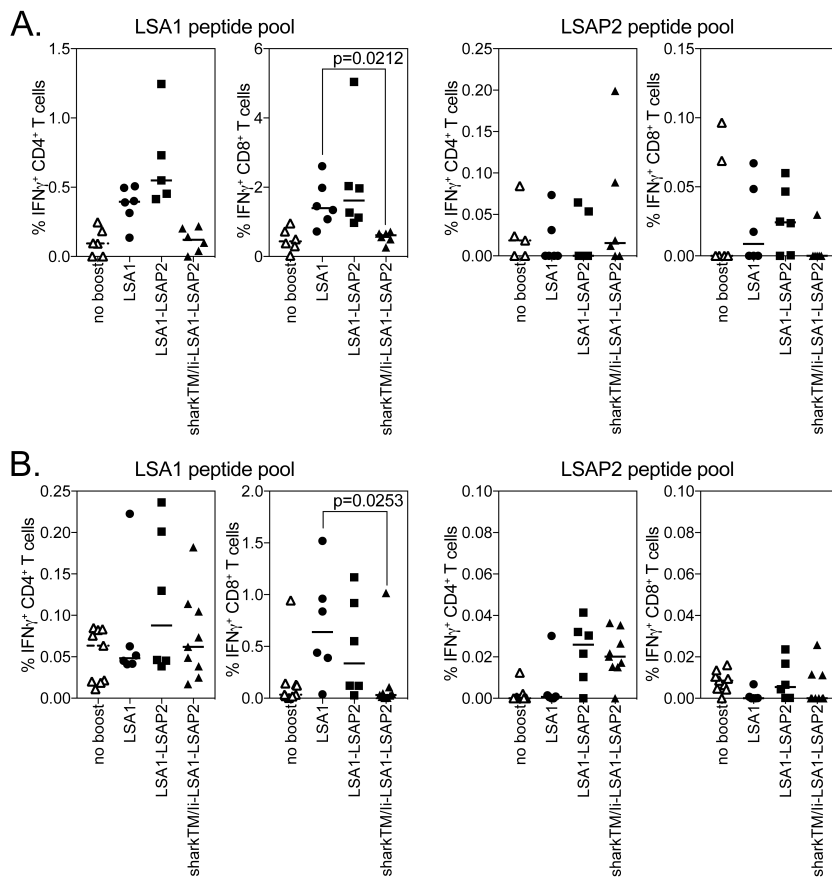 A.
LSA1 peptide pool
LSAP2 peptide pool
% IFNγ+ CD4+ T cells
1.5
1.0
0.5
0.0
no boost
LSA1
LSA1-LSAP2
sharkTM/Ii-LSA1-LSAP2
% IFNγ+ CD8+ T cells
6
4
2
0
p=0.0212
no boost
LSA1
LSA1-LSAP2
sharkTM/Ii-LSA1-LSAP2
% IFNγ+ CD4+ T cells
0.25
0.20
0.15
0.10
0.05
0.00
no boost
LSA1
LSA1-LSAP2
sharkTM/Ii-LSA1-LSAP2
% IFNγ+ CD8+ T cells
0.15
0.10
0.05
0.00
no boost
LSA1
LSA1-LSAP2
sharkTM/Ii-LSA1-LSAP2
B.
LSA1 peptide pool
LSAP2 peptide pool
% IFNγ+ CD4+ T cells
0.25
0.20
0.15
0.10
0.05
0.00
no boost
LSA1
LSA1-LSAP2
sharkTM/Ii-LSA1-LSAP2
% IFNγ+ CD8+ T cells
2.0
1.5
1.0
0.5
0.0
p=0.0253
no boost
LSA1
LSA1-LSAP2
sharkTM/Ii-LSA1-LSAP2
% IFNγ+ CD4+ T cells
0.10
0.08
0.06
0.04
0.02
0.00
no boost
LSA1
LSA1-LSAP2
sharkTM/Ii-LSA1-LSAP2
% IFNγ+ CD8+ T cells
0.10
0.08
0.06
0.04
0.02
0.00
no boost
LSA1
LSA1-LSAP2
sharkTM/Ii-LSA1-LSAP2